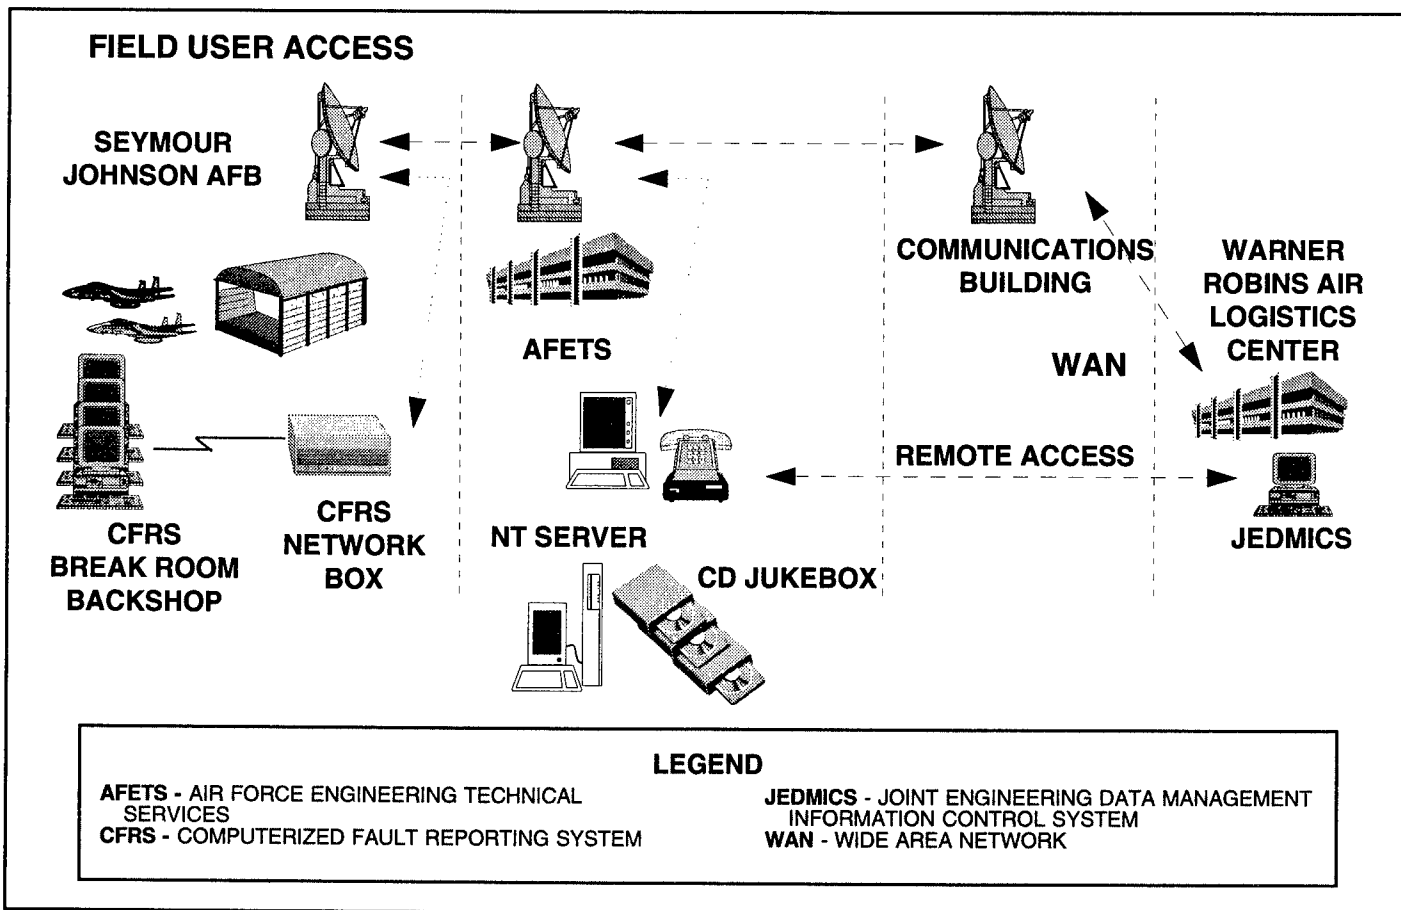 FIELD USER ACCESS
SEYMOUR
JOHNSON AFB
COMMUNICATIONS
BUILDING
WARNER
ROBINS AIR
LOGISTICS
CENTER
AFETS
WAN
REMOTE ACCESS
CFRS
BREAK ROOM
BACKSHOP
CFRS
NETWORK
BOX
NT SERVER
CD JUKEBOX
JEDMICS
LEGEND
AFETS - AIR FORCE ENGINEERING TECHNICAL
SERVICES
CFRS - COMPUTERIZED FAULT REPORTING SYSTEM
JEDMICS - JOINT ENGINEERING DATA MANAGEMENT
INFORMATION CONTROL SYSTEM
WAN - WIDE AREA NETWORK